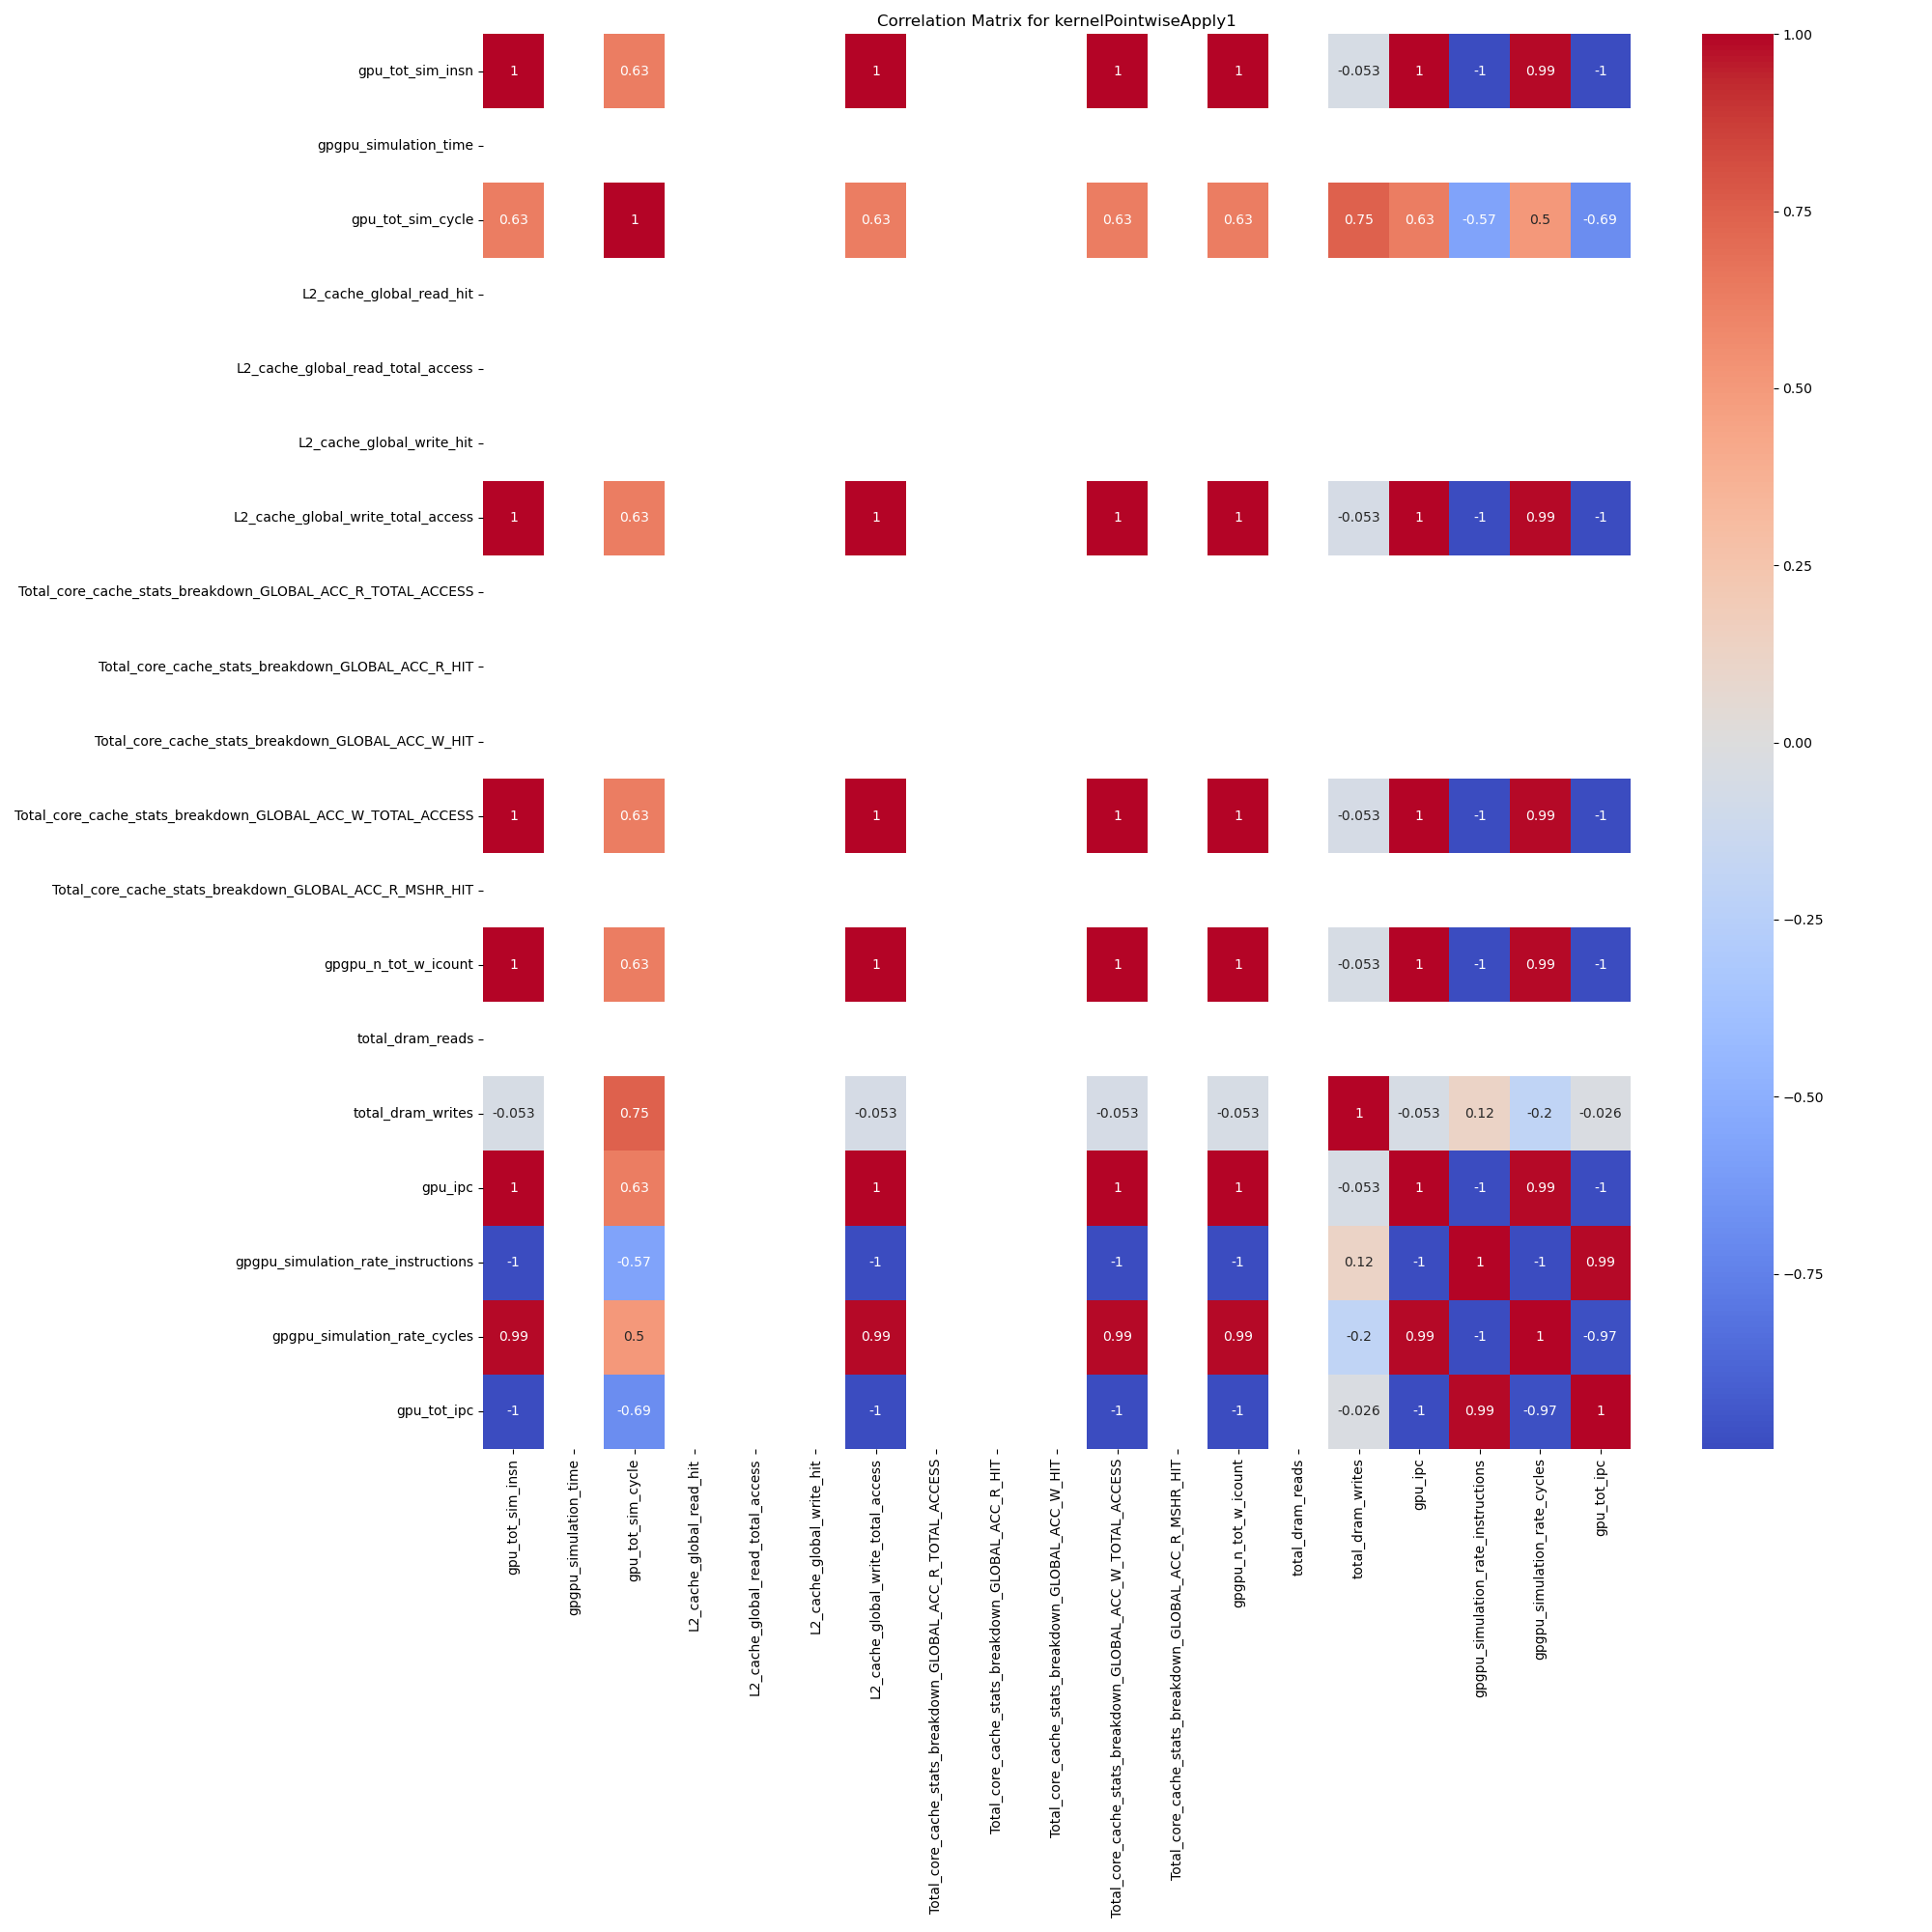 Correlation Matrix for kernelPointwiseApply1
gpu_tot_sim_insn 1 0.63 1 1 1 -0.053 1 -1 0.99 -1
gpgpu_simulation_time
gpu_tot_sim_cycle 0.63 1 0.63 0.63 0.63 0.75 0.63 -0.57 0.5 -0.69
L2_cache_global_read_hit
L2_cache_global_read_total_access
L2_cache_global_write_hit
L2_cache_global_write_total_access 1 0.63 1 1 1 -0.053 1 -1 0.99 -1
Total_core_cache_stats_breakdown_GLOBAL_ACC_R_TOTAL_ACCESS
Total_core_cache_stats_breakdown_GLOBAL_ACC_R_HIT
Total_core_cache_stats_breakdown_GLOBAL_ACC_W_HIT
Total_core_cache_stats_breakdown_GLOBAL_ACC_W_TOTAL_ACCESS 1 0.63 1 1 1 -0.053 1 -1 0.99 -1
Total_core_cache_stats_breakdown_GLOBAL_ACC_R_MSHR_HIT
gpgpu_n_tot_w_icount 1 0.63 1 1 1 -0.053 1 -1 0.99 -1
total_dram_reads
total_dram_writes -0.053 0.75 -0.053 -0.053 -0.053 1 -0.053 0.12 -0.2 -0.026
gpu_ipc 1 0.63 1 1 1 -0.053 1 -1 0.99 -1
gpgpu_simulation_rate_instructions -1 -0.57 -1 -1 -1 0.12 -1 1 -1 0.99
gpgpu_simulation_rate_cycles 0.99 0.5 0.99 0.99 0.99 -0.2 0.99 -1 1 -0.97
gpu_tot_ipc -1 -0.69 -1 -1 -1 -0.026 -1 0.99 -0.97 1
gpu_tot_sim_insn
gpgpu_simulation_time
gpu_tot_sim_cycle
L2_cache_global_read_hit
L2_cache_global_read_total_access
L2_cache_global_write_hit
L2_cache_global_write_total_access
Total_core_cache_stats_breakdown_GLOBAL_ACC_R_TOTAL_ACCESS
Total_core_cache_stats_breakdown_GLOBAL_ACC_R_HIT
Total_core_cache_stats_breakdown_GLOBAL_ACC_W_HIT
Total_core_cache_stats_breakdown_GLOBAL_ACC_W_TOTAL_ACCESS
Total_core_cache_stats_breakdown_GLOBAL_ACC_R_MSHR_HIT
gpgpu_n_tot_w_icount
total_dram_reads
total_dram_writes
gpu_ipc
gpgpu_simulation_rate_instructions
gpgpu_simulation_rate_cycles
gpu_tot_ipc
1.00
0.75
0.50
0.25
0.00
−0.25
−0.50
−0.75